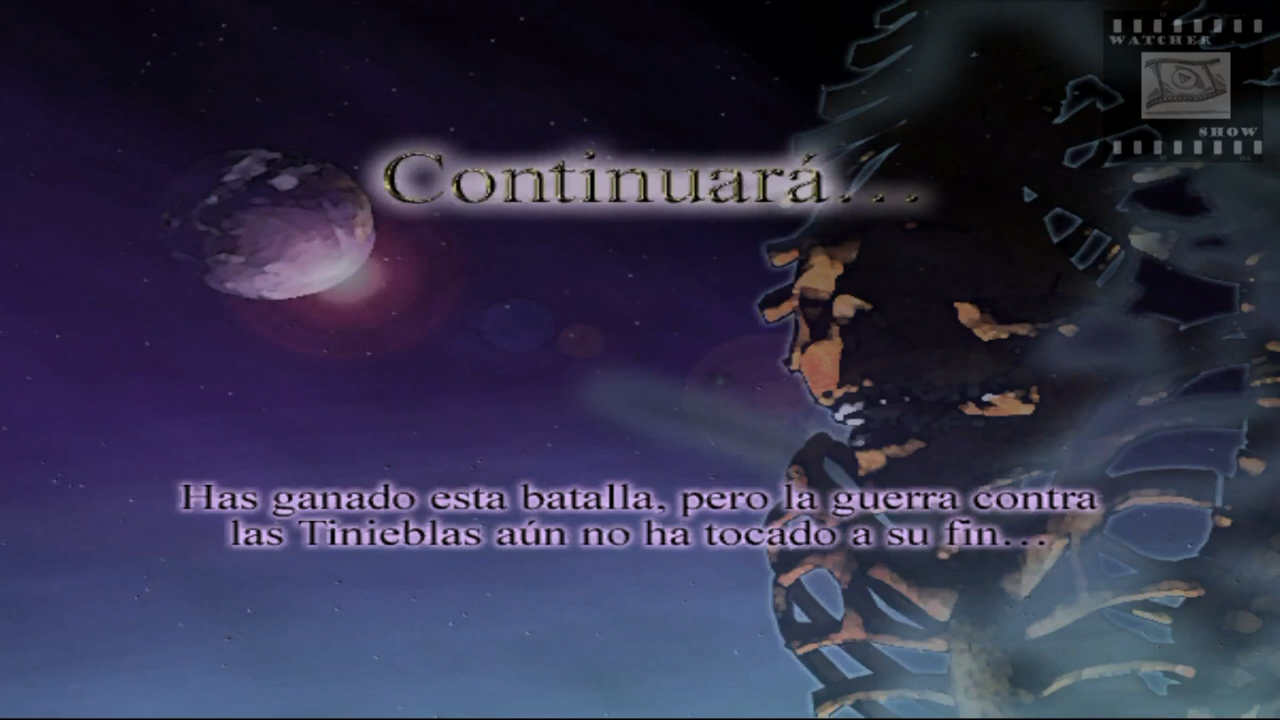 WATCHER
SHOW
Continuará...
Has ganado esta batalla, pero la guerra contra
las Tinieblas aún no ha tocado a su fin...